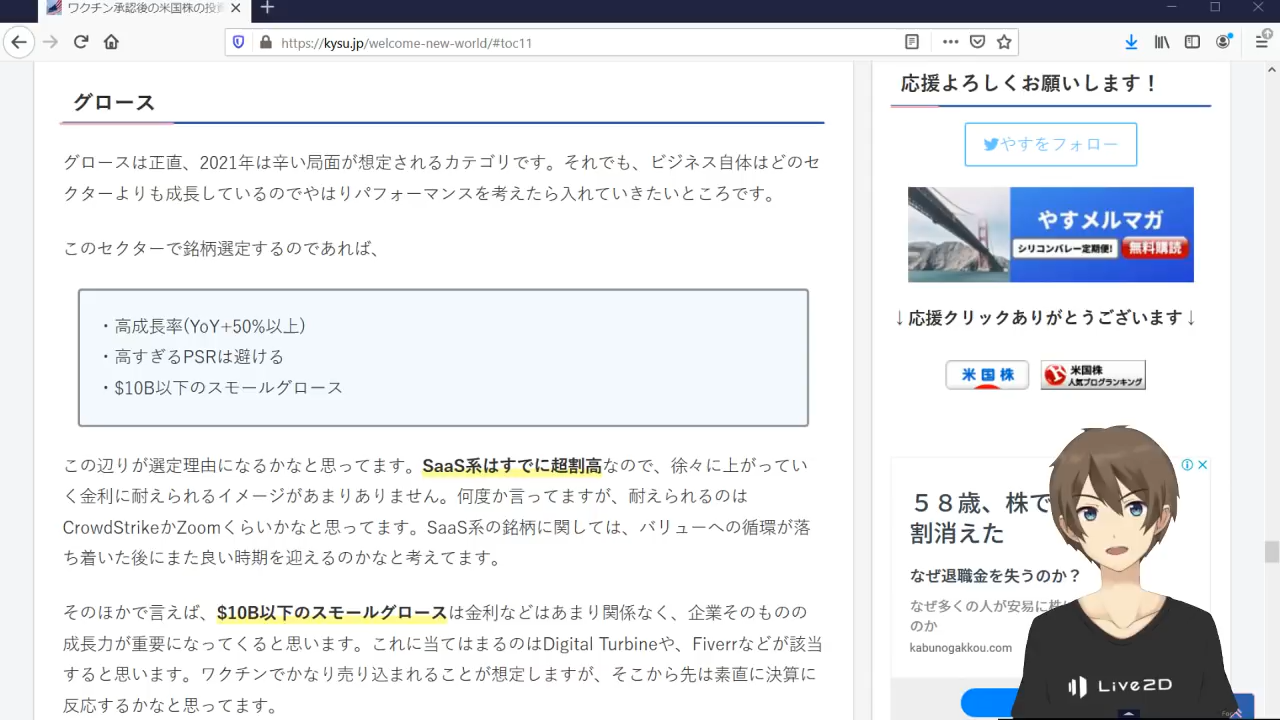 ワクチン承認後の米国株の投資
https://kysu.jp/welcome-new-world/#toc11
グロース
グロースは正直、2021年は辛い局面が想定されるカテゴリです。それでも、ビジネス自体はどのセ
クターよりも成長しているのでやはりパフォーマンスを考えたら入れていきたいところです。
このセクターで銘柄選定するのであれば、
・高成長率(YoY+50%以上)
・高すぎるPSRは避ける
・$10B以下のスモールグロース
この辺りが選定理由になるかなと思ってます。SaaS系はすでに超割高なので、徐々に上がってい
く金利に耐えられるイメージがあまりありません。何度か言ってますが、耐えられるのは
CrowdStrikeかZoomくらいかなと思ってます。SaaS系の銘柄に関しては、バリューへの循環が落
ち着いた後にまた良い時期を迎えるのかなと考えてます。
そのほかで言えば、$10B以下のスモールグロースは金利などはあまり関係なく、企業そのものの
成長力が重要になってくると思います。これに当てはまるのはDigital Turbineや、Fiverrなどが該当
すると思います。ワクチンでかなり売り込まれることが想定しますが、そこから先は素直に決算に
反応するかなと思ってます。
応援よろしくお願いします！
やすをフォロー
やすメルマガ
シリコンバレー定期便! 無料購読
↓応援クリックありがとうございます↓
米国株
米国株
人気ブログランキング
５８歳、株で
割消えた
なぜ退職金を失うのか？
なぜ多くの人が安易に株
のか
kabunogakkou.com
Live2D